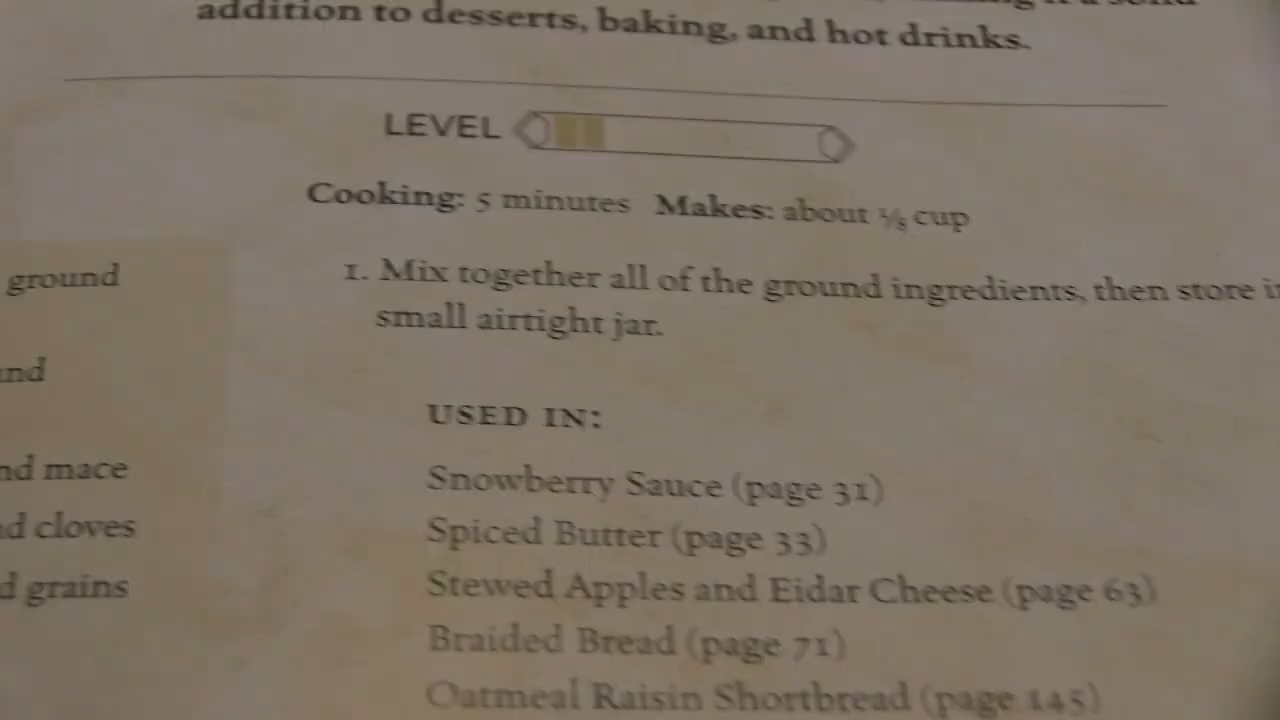 addition to desserts, baking, and hot drinks.
LEVEL
Cooking: 5 minutes Makes: about ⅛ cup
ground
1. Mix together all of the ground ingredients, then store
small airtight jar.
USED IN:
mace
Snowberry Sauce (page 31)
cloves
Spiced Butter (page 33)
grains
Stewed Apples and Eidar Cheese (page 63)
Braided Bread (page 71)
Oatmeal Raisin Shortbread (page 145)